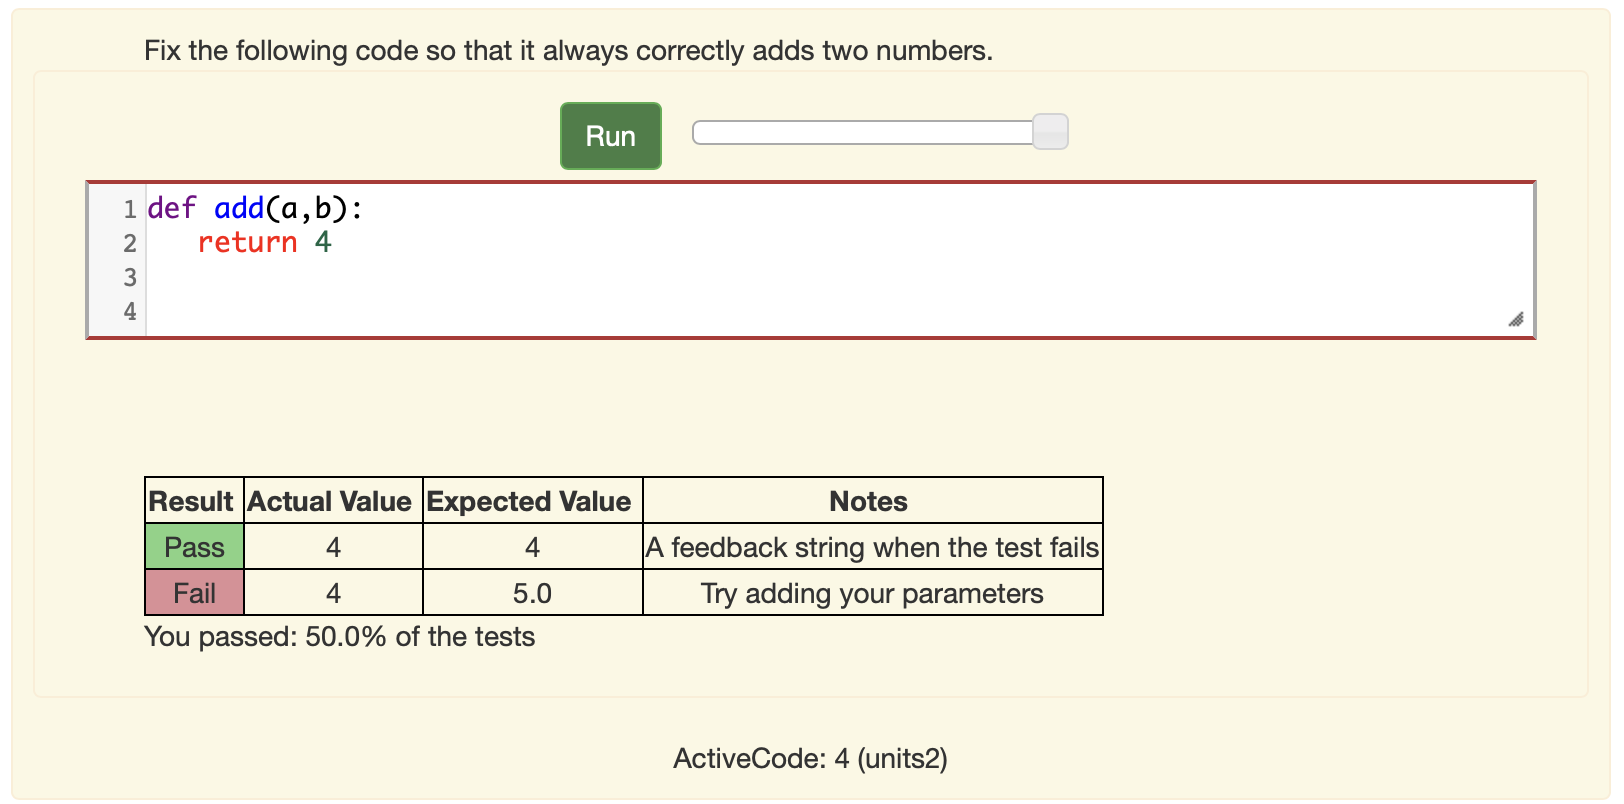 Fix the following code so that it always correctly adds two numbers.
Run
1 def add(a,b):
2    return 4
3
4
Result Actual Value Expected Value Notes
Pass 4 4 A feedback string when the test fails
Fail 4 5.0 Try adding your parameters
You passed: 50.0% of the tests
ActiveCode: 4 (units2)